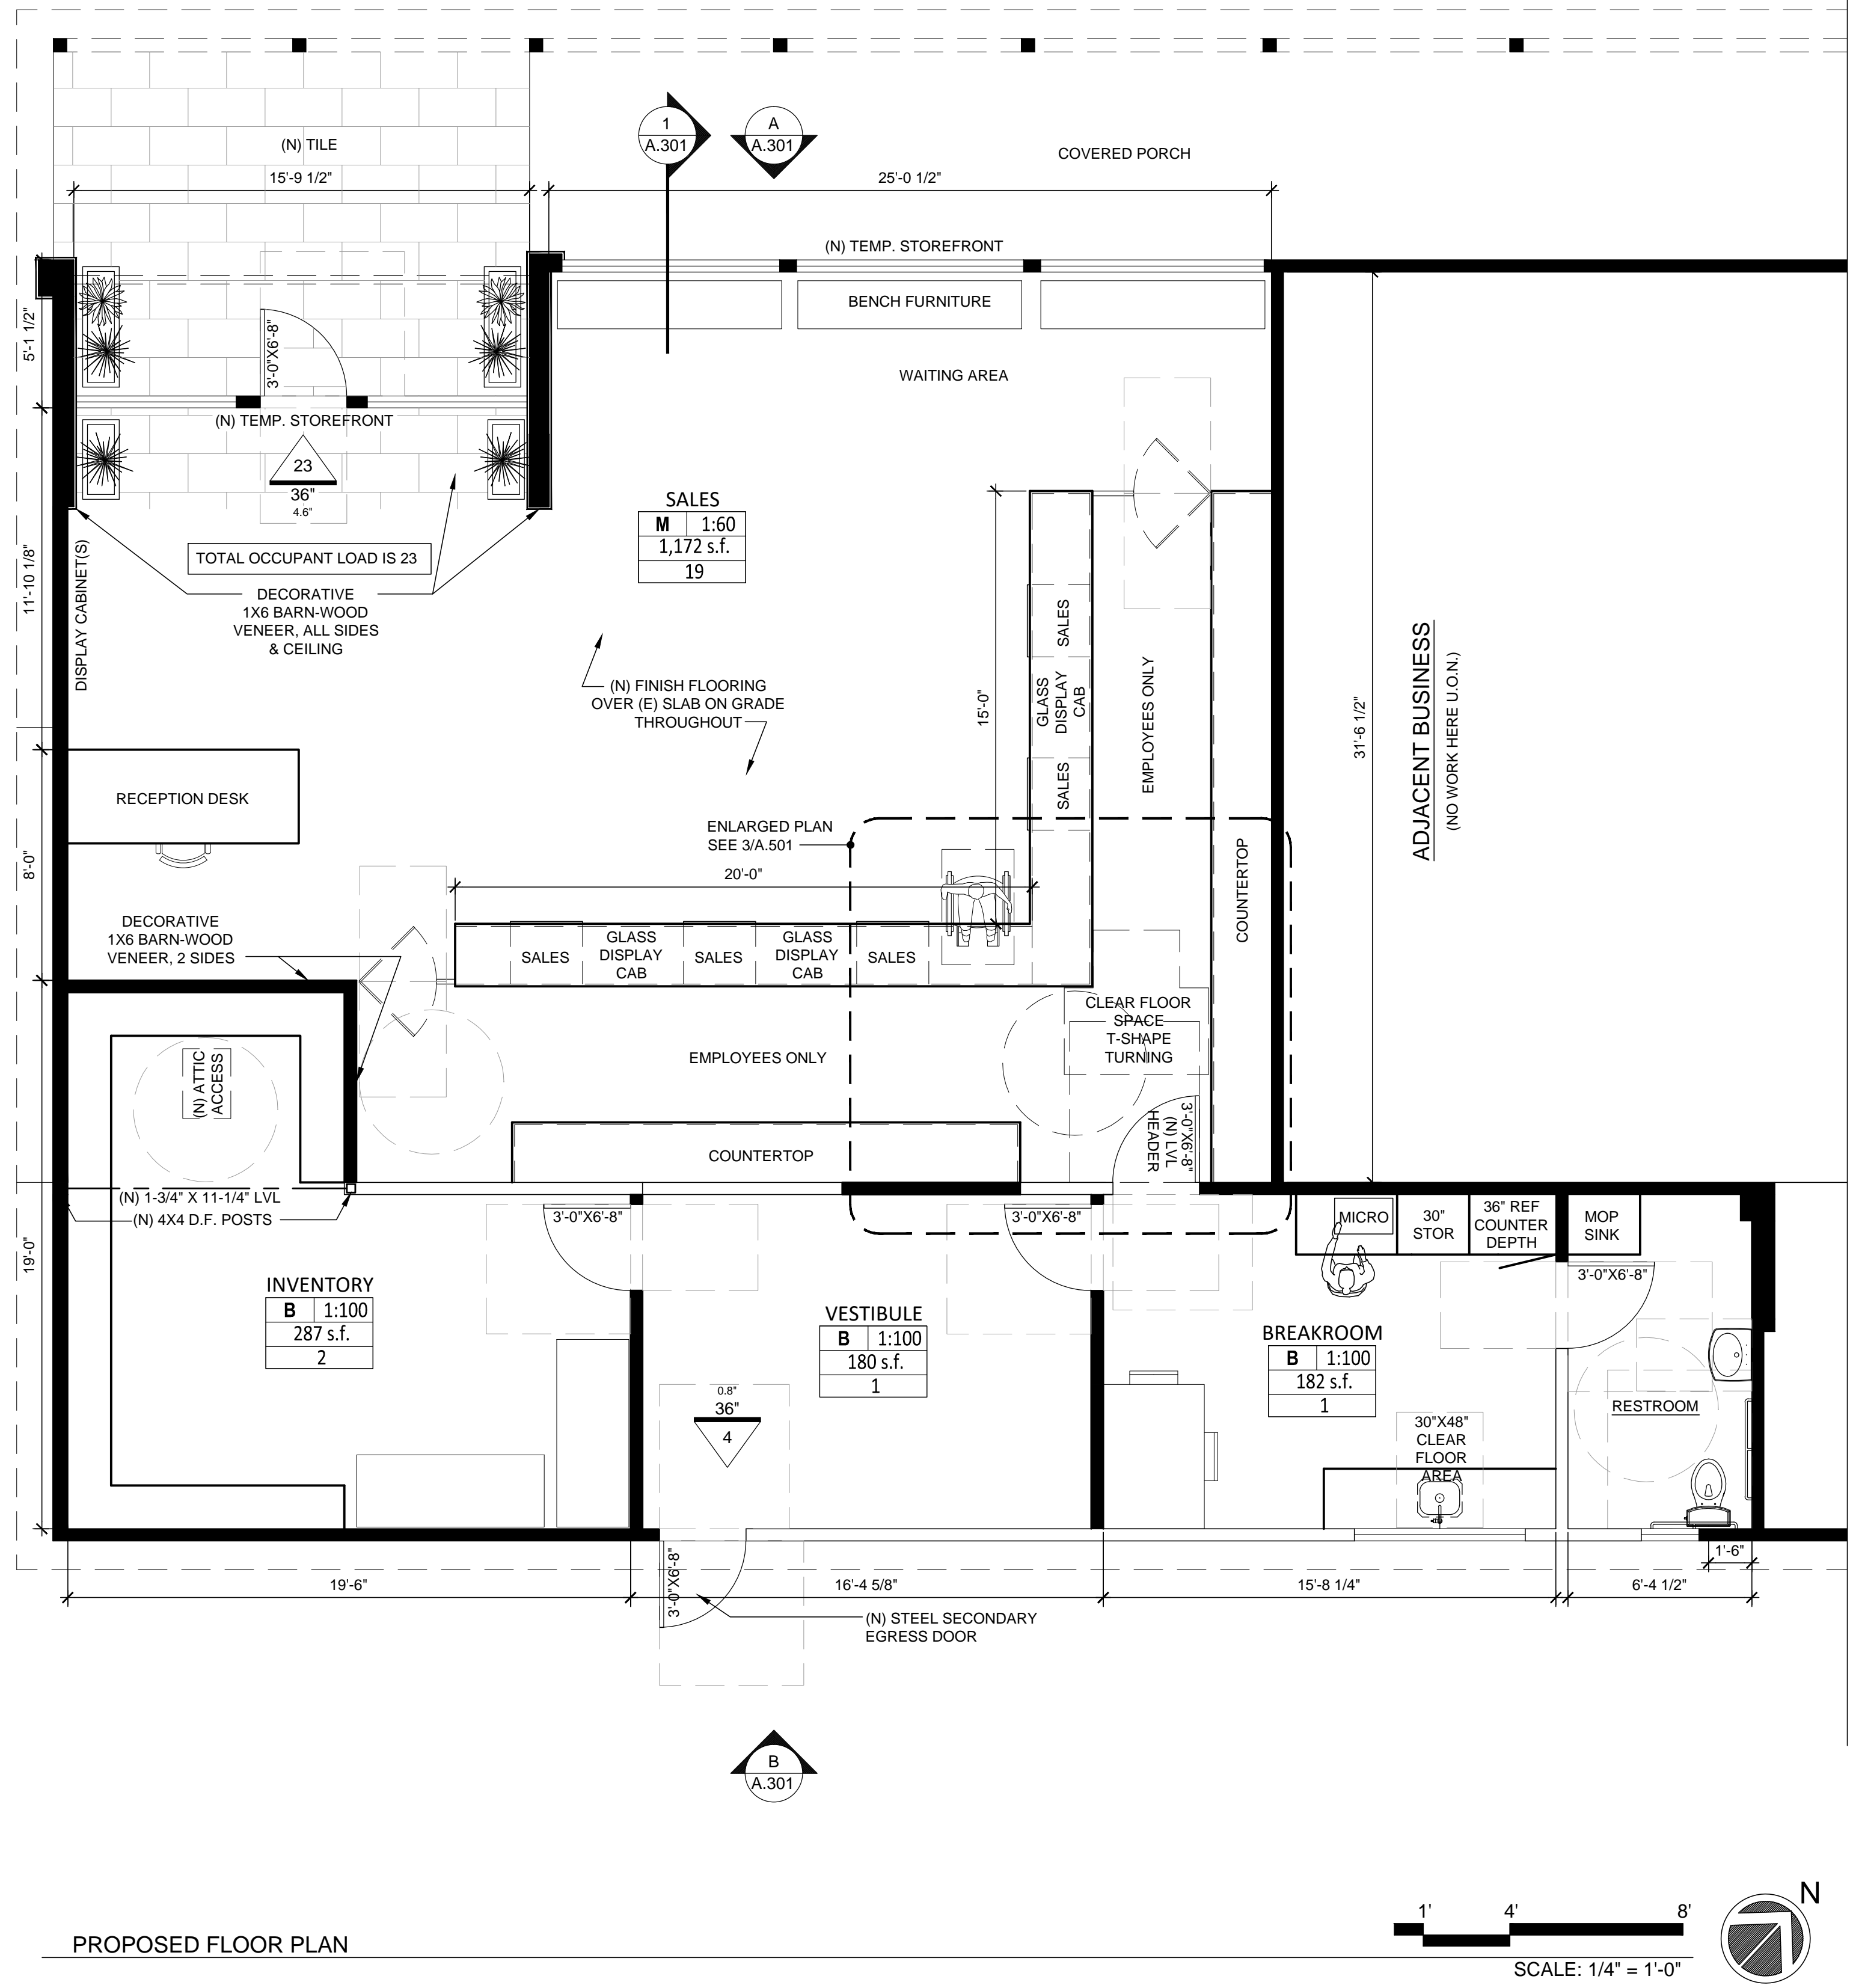 (N) TILE
15'-9 1/2"
1
A.301
A
A.301
COVERED PORCH
25'-0 1/2"
(N) TEMP. STOREFRONT
BENCH FURNITURE
WAITING AREA
5'-1 1/2"
3'-0"X6'-8"
(N) TEMP. STOREFRONT
23
36"
4.6"
TOTAL OCCUPANT LOAD IS 23
DECORATIVE
1X6 BARN-WOOD
VENEER, ALL SIDES
& CEILING
11'-10 1/8"
DISPLAY CABINET(S)
SALES
M 1:60
1,172 s.f.
19
(N) FINISH FLOORING
OVER (E) SLAB ON GRADE
THROUGHOUT
15'-0"
SALES
GLASS
DISPLAY
CAB
SALES
EMPLOYEES ONLY
31'-6 1/2"
ADJACENT BUSINESS
(NO WORK HERE U.O.N.)
RECEPTION DESK
8'-0"
ENLARGED PLAN
SEE 3/A.501
20'-0"
COUNTERTOP
DECORATIVE
1X6 BARN-WOOD
VENEER, 2 SIDES
SALES
GLASS
DISPLAY
CAB
SALES
GLASS
DISPLAY
CAB
SALES
CLEAR FLOOR
SPACE
T-SHAPE
TURNING
EMPLOYEES ONLY
(N) ATTIC
ACCESS
3'-0"X6'-8"
(N) LVL
HEADER
COUNTERTOP
(N) 1-3/4" X 11-1/4" LVL
(N) 4X4 D.F. POSTS
19'-0"
3'-0"X6'-8"
3'-0"X6'-8"
MICRO
30"
STOR
36" REF
COUNTER
DEPTH
MOP
SINK
3'-0"X6'-8"
INVENTORY
B 1:100
287 s.f.
2
VESTIBULE
B 1:100
180 s.f.
1
BREAKROOM
B 1:100
182 s.f.
1
RESTROOM
0.8"
36"
4
30"X48"
CLEAR
FLOOR
AREA
1'-6"
19'-6"
3'-0"X6'-8"
16'-4 5/8"
15'-8 1/4"
6'-4 1/2"
(N) STEEL SECONDARY
EGRESS DOOR
B
A.301
N
1'
4'
8'
PROPOSED FLOOR PLAN
SCALE: 1/4" = 1'-0"